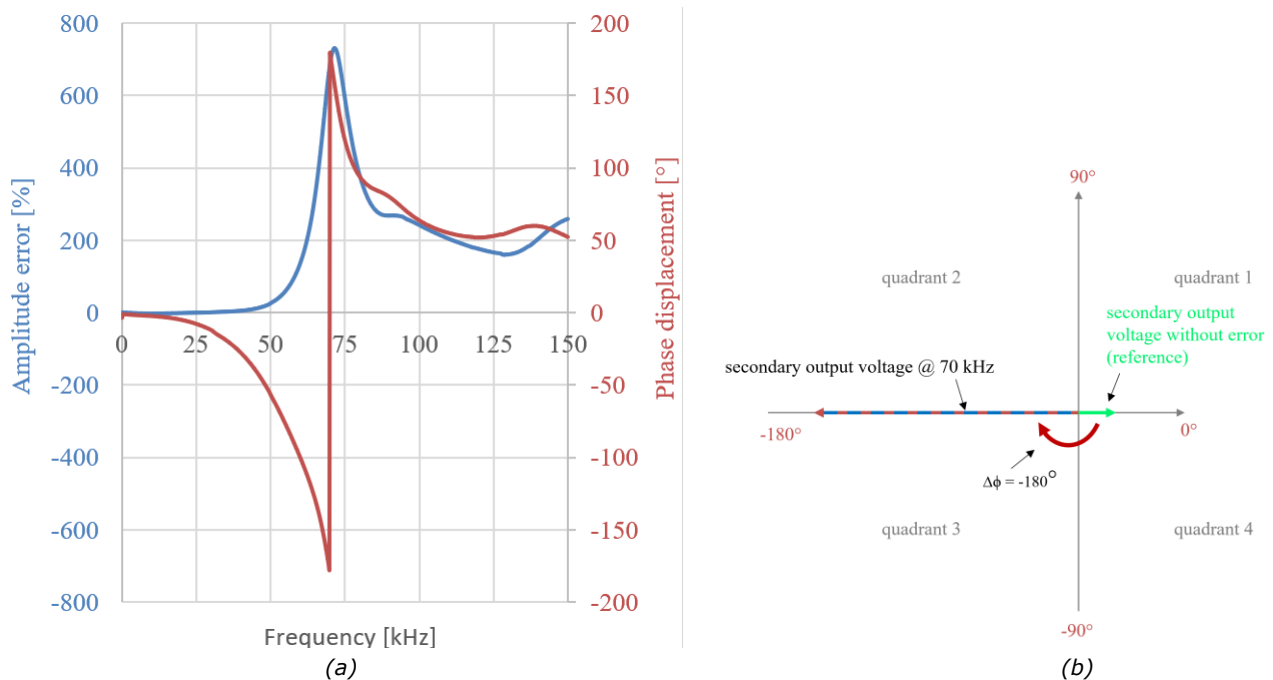 800
600
400
200
0
-200
-400
-600
-800
Amplitude error [%]
0
25
50
75
100
125
150
Frequency [kHz]
200
150
100
50
0
-50
-100
-150
-200
Phase displacement [°]
(a)
90°
quadrant 2
quadrant 1
secondary output
voltage without error
(reference)
secondary output voltage @ 70 kHz
-180°
0°
Δϕ = -180°
quadrant 3
quadrant 4
-90°
(b)